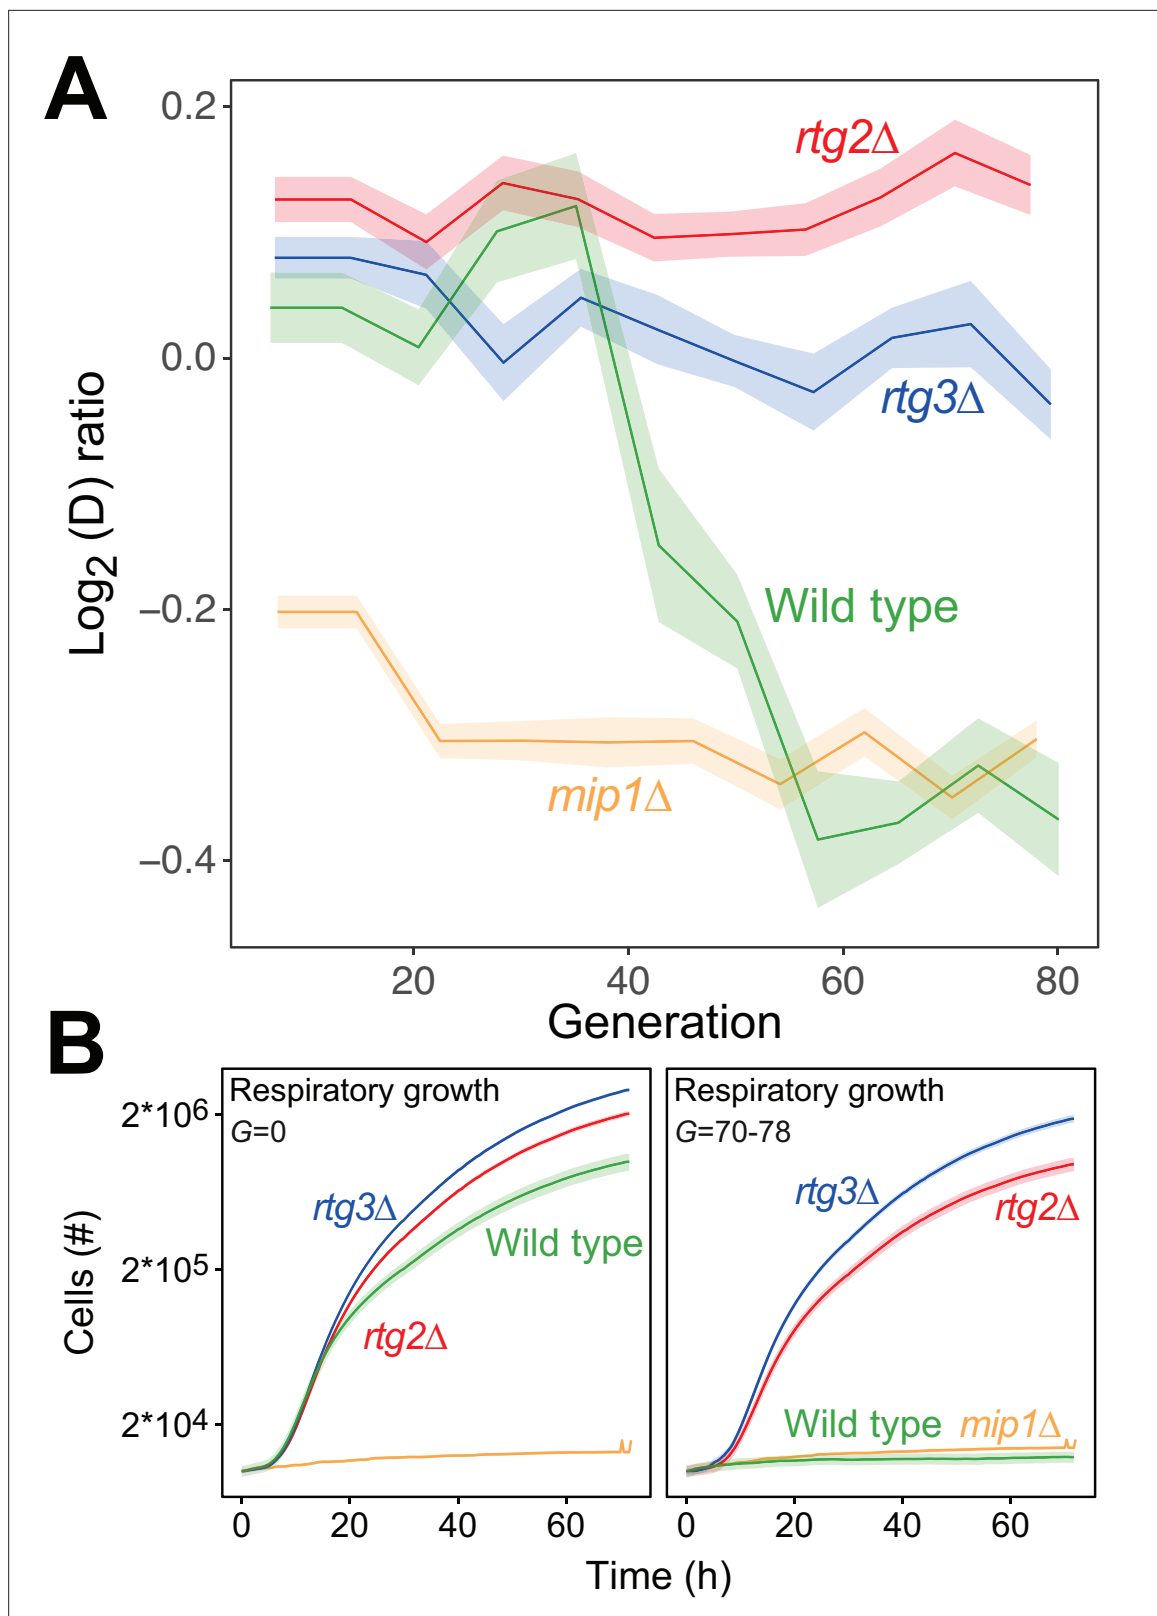 A
0.2
0.0
−0.2
−0.4
Log2 (D) ratio
rtg2Δ
rtg3Δ
Wild type
mip1Δ
20 40 60 80
Generation
B
Respiratory growth
G=0
2*10^6
2*10^5
2*10^4
Cells (#)
rtg3Δ
Wild type
rtg2Δ
0 20 40 60
Respiratory growth
G=70-78
rtg3Δ
rtg2Δ
Wild type mip1Δ
0 20 40 60
Time (h)